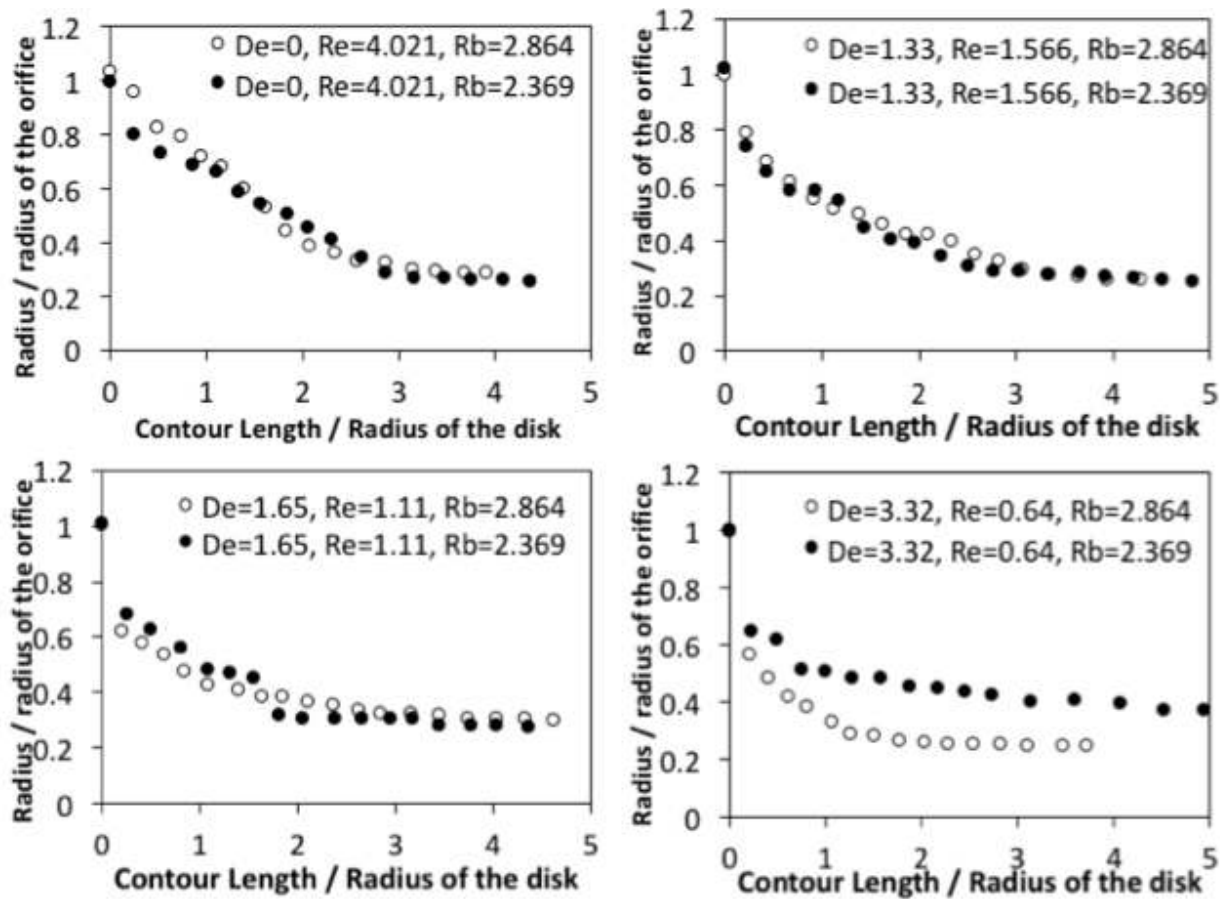 Radius / radius of the orifice
1.2
1
0.8
0.6
0.4
0.2
0
De=0, Re=4.021, Rb=2.864
De=0, Re=4.021, Rb=2.369
0 1 2 3 4 5
Contour Length / Radius of the disk
Radius / radius of the orifice
1.2
1
0.8
0.6
0.4
0.2
0
De=1.33, Re=1.566, Rb=2.864
De=1.33, Re=1.566, Rb=2.369
0 1 2 3 4 5
Contour Length / Radius of the disk
Radius / radius of the orifice
1.2
1
0.8
0.6
0.4
0.2
0
De=1.65, Re=1.11, Rb=2.864
De=1.65, Re=1.11, Rb=2.369
0 1 2 3 4 5
Contour Length / Radius of the disk
Radius / radius of the orifice
1.2
1
0.8
0.6
0.4
0.2
0
De=3.32, Re=0.64, Rb=2.864
De=3.32, Re=0.64, Rb=2.369
0 1 2 3 4 5
Contour Length / Radius of the disk